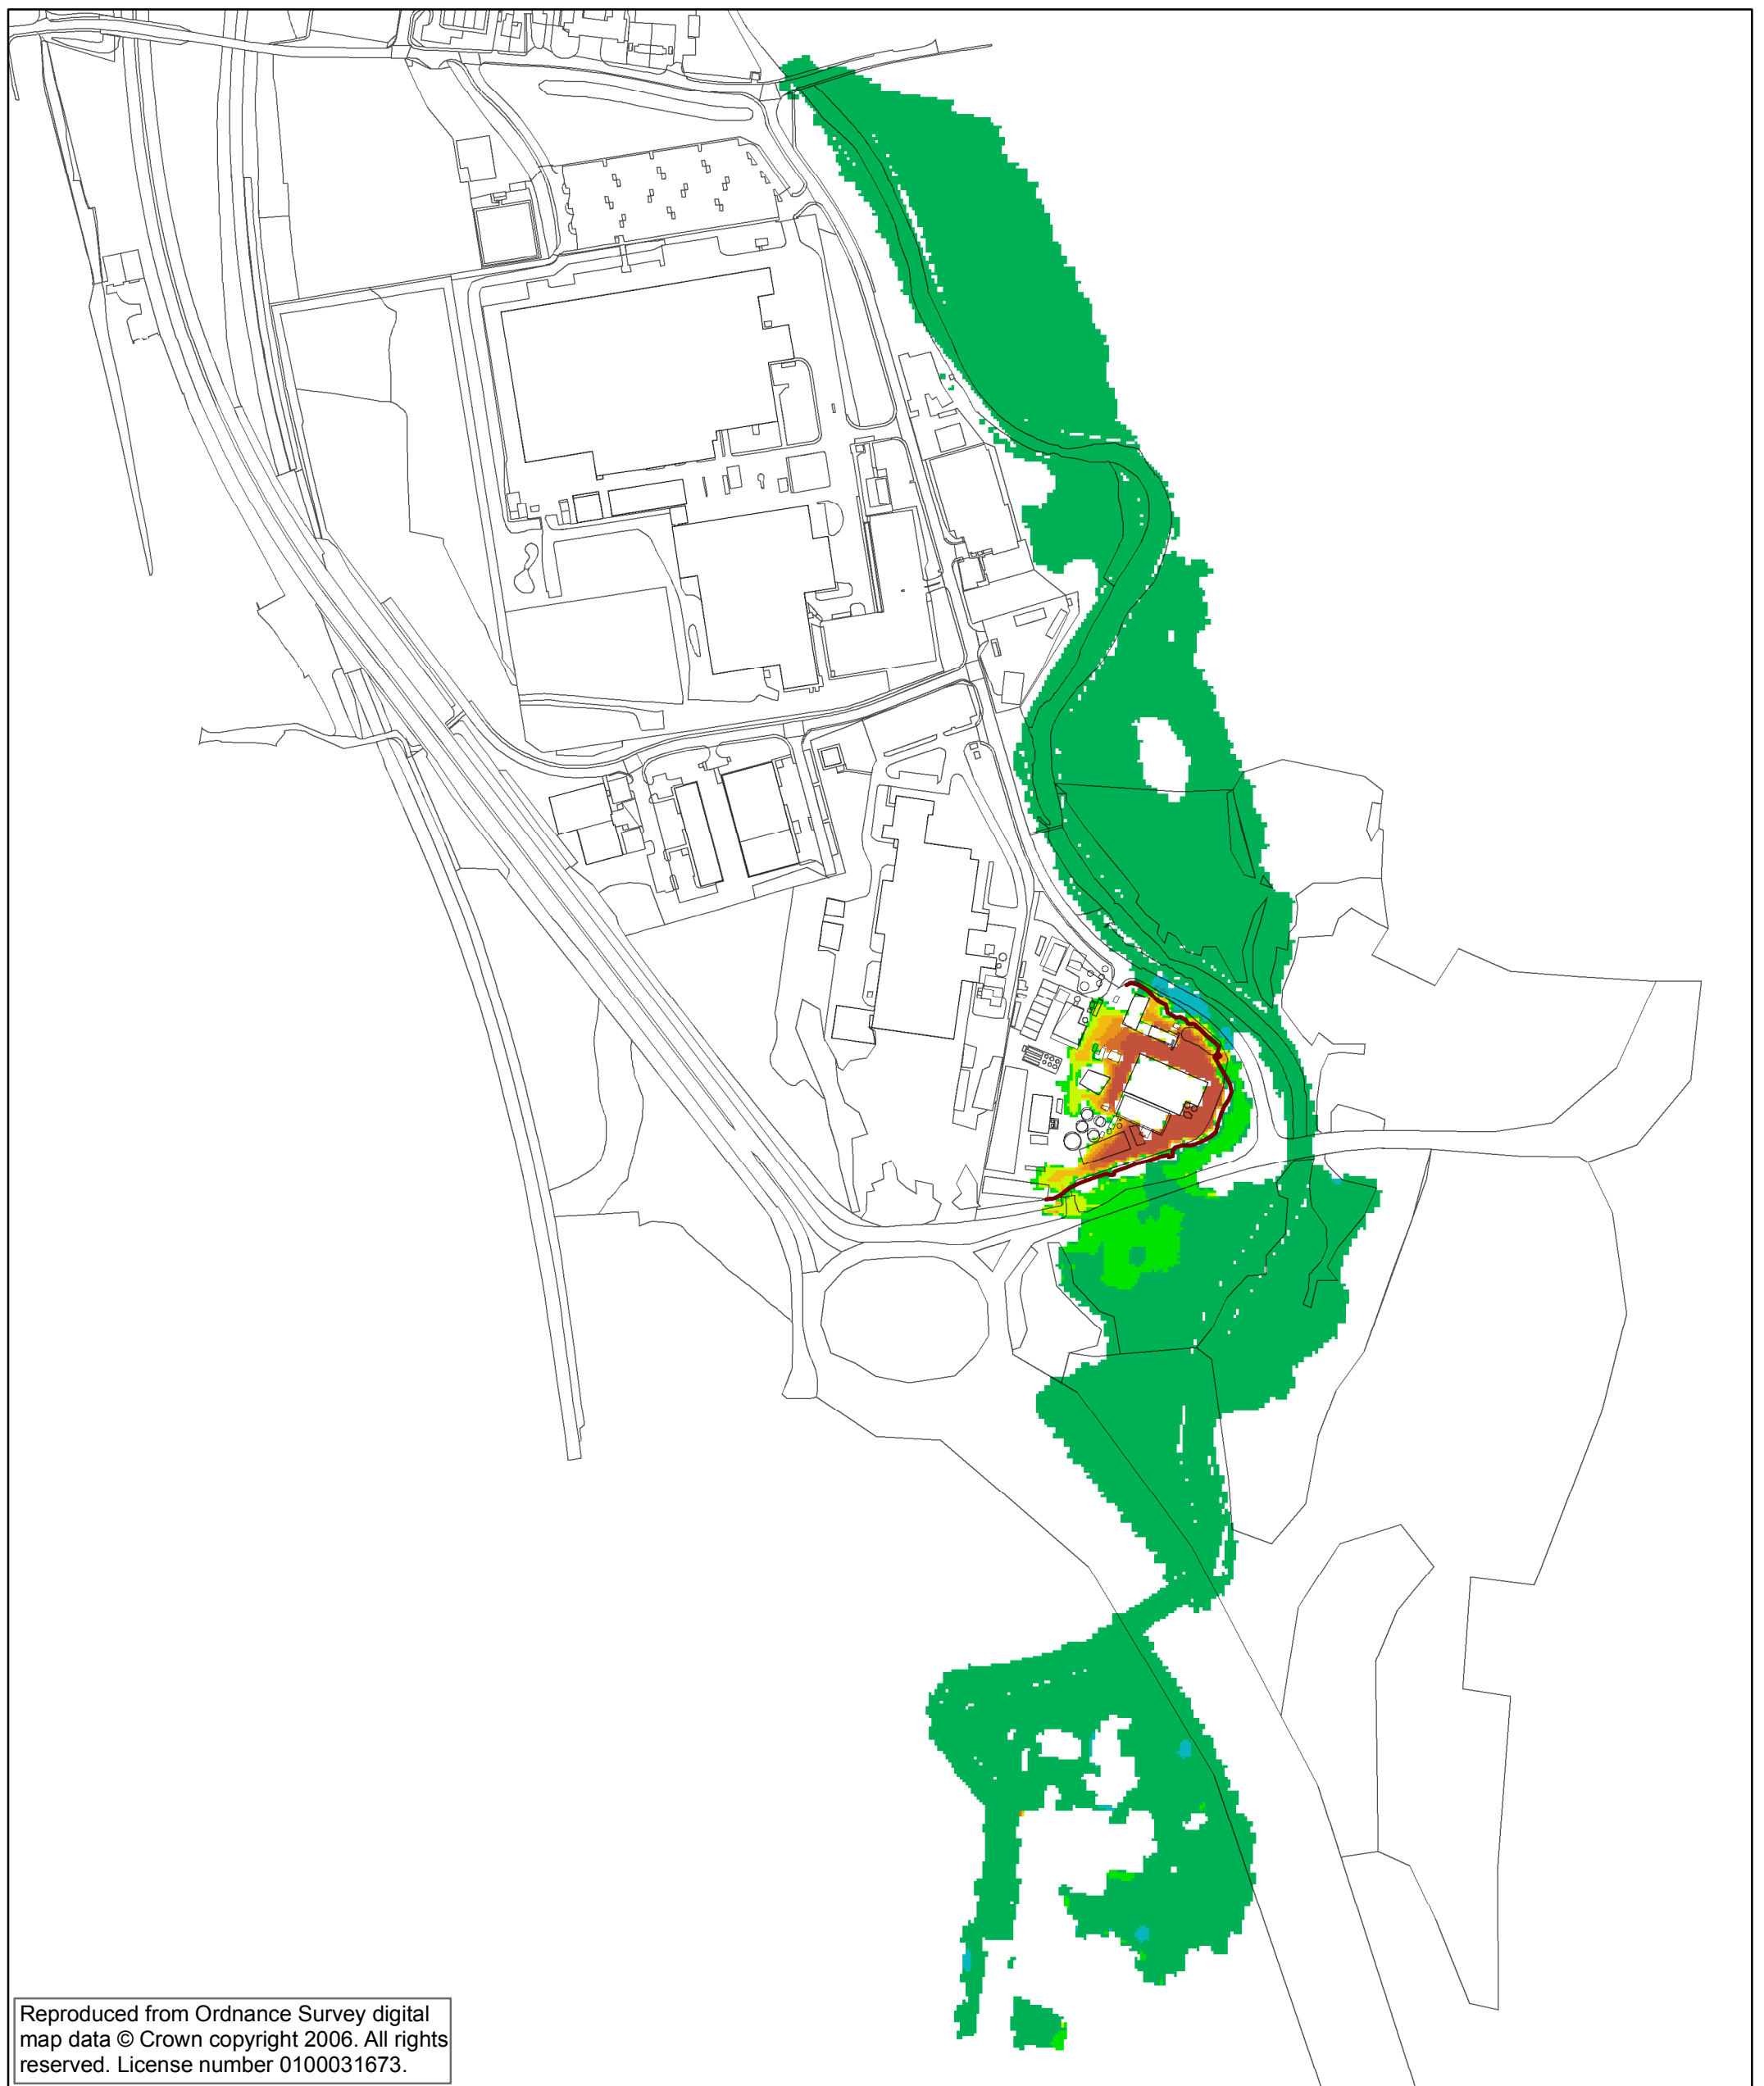 Reproduced from Ordnance Survey digital
map data © Crown copyright 2006. All rights
reserved. License number 0100031673.